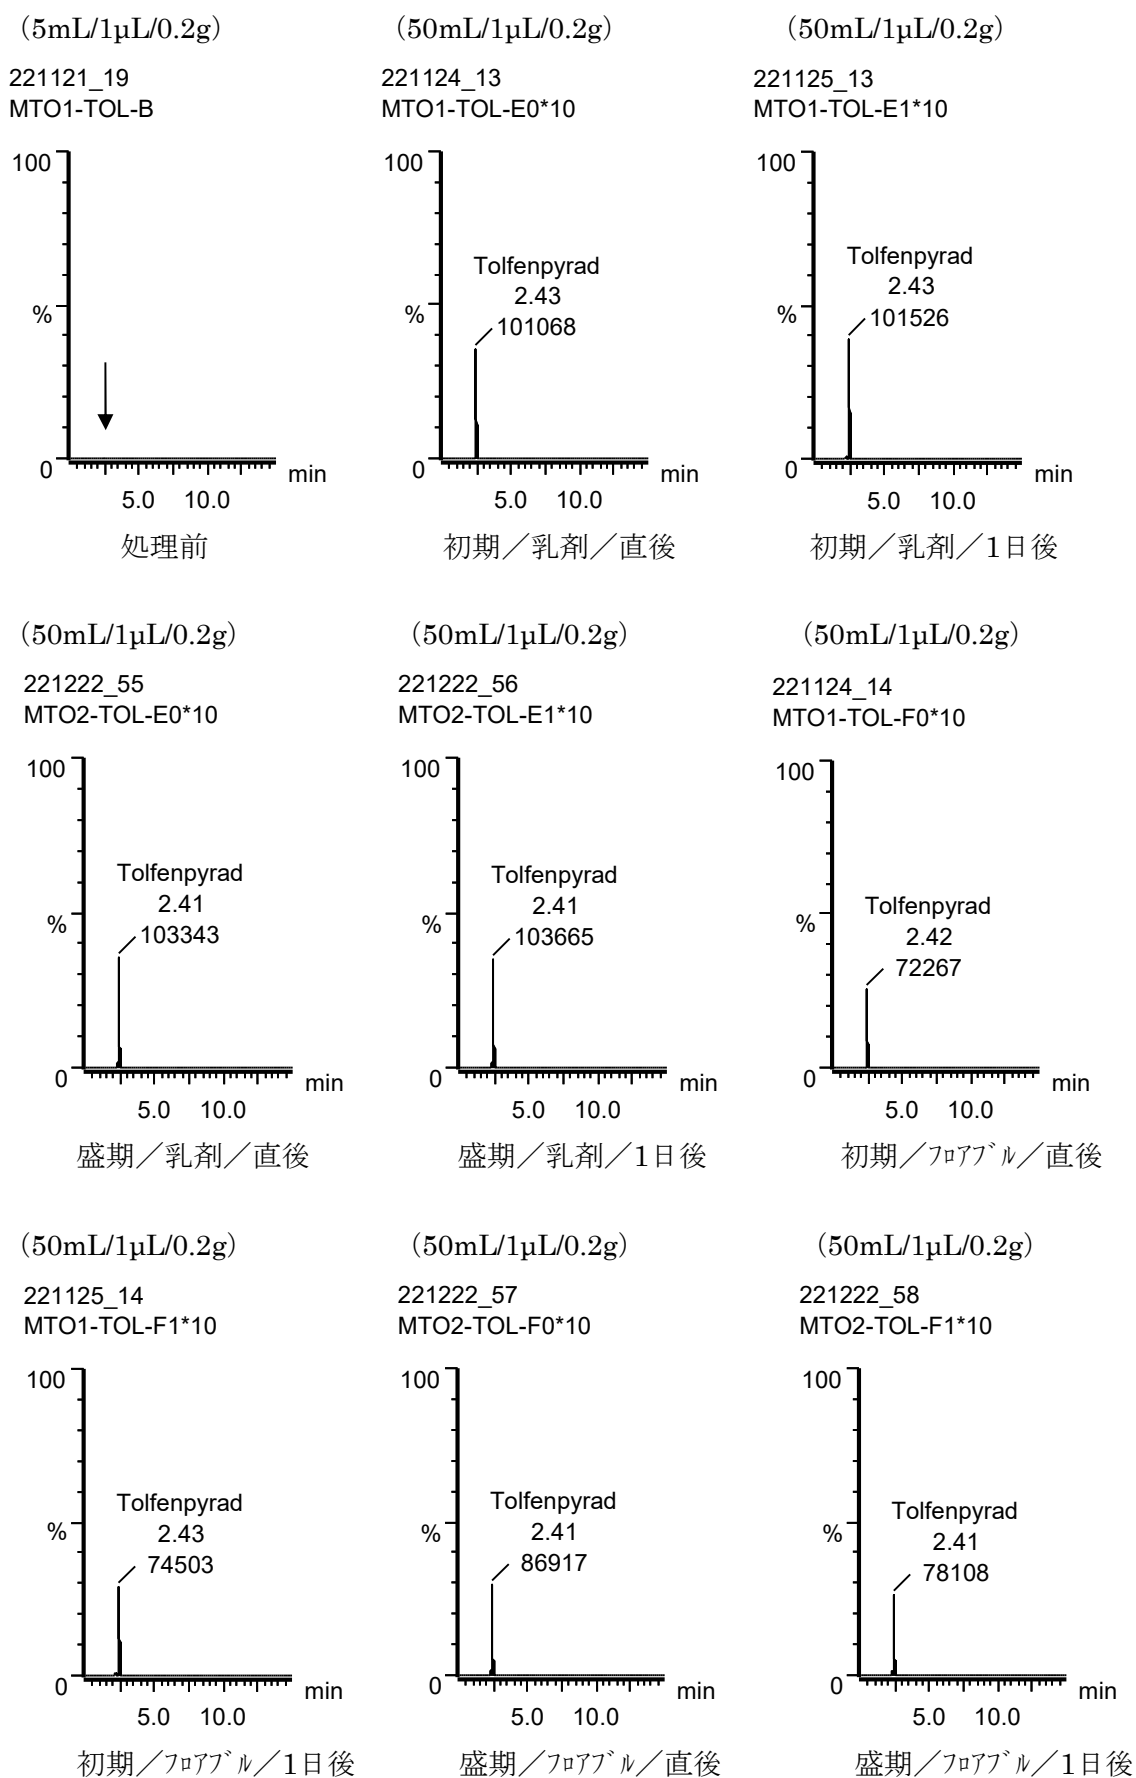 (5mL/1µL/0.2g)
221121_19
MTO1-TOL-B
100
%
0
min
5.0 10.0
処理前
(50mL/1µL/0.2g)
221124_13
MTO1-TOL-E0*10
100
Tolfenpyrad
2.43
101068
%
0
min
5.0 10.0
初期／乳剤／直後
(50mL/1µL/0.2g)
221125_13
MTO1-TOL-E1*10
100
Tolfenpyrad
2.43
101526
%
0
min
5.0 10.0
初期／乳剤／1日後
(50mL/1µL/0.2g)
221222_55
MTO2-TOL-E0*10
100
Tolfenpyrad
2.41
103343
%
0
min
5.0 10.0
盛期／乳剤／直後
(50mL/1µL/0.2g)
221222_56
MTO2-TOL-E1*10
100
Tolfenpyrad
2.41
103665
%
0
min
5.0 10.0
盛期／乳剤／1日後
(50mL/1µL/0.2g)
221124_14
MTO1-TOL-F0*10
100
Tolfenpyrad
2.42
72267
%
0
min
5.0 10.0
初期／ﾌﾛｱﾌﾞﾙ／直後
(50mL/1µL/0.2g)
221125_14
MTO1-TOL-F1*10
100
Tolfenpyrad
2.43
74503
%
0
min
5.0 10.0
初期／ﾌﾛｱﾌﾞﾙ／1日後
(50mL/1µL/0.2g)
221222_57
MTO2-TOL-F0*10
100
Tolfenpyrad
2.41
86917
%
0
min
5.0 10.0
盛期／ﾌﾛｱﾌﾞﾙ／直後
(50mL/1µL/0.2g)
221222_58
MTO2-TOL-F1*10
100
Tolfenpyrad
2.41
78108
%
0
min
5.0 10.0
盛期／ﾌﾛｱﾌﾞﾙ／1日後